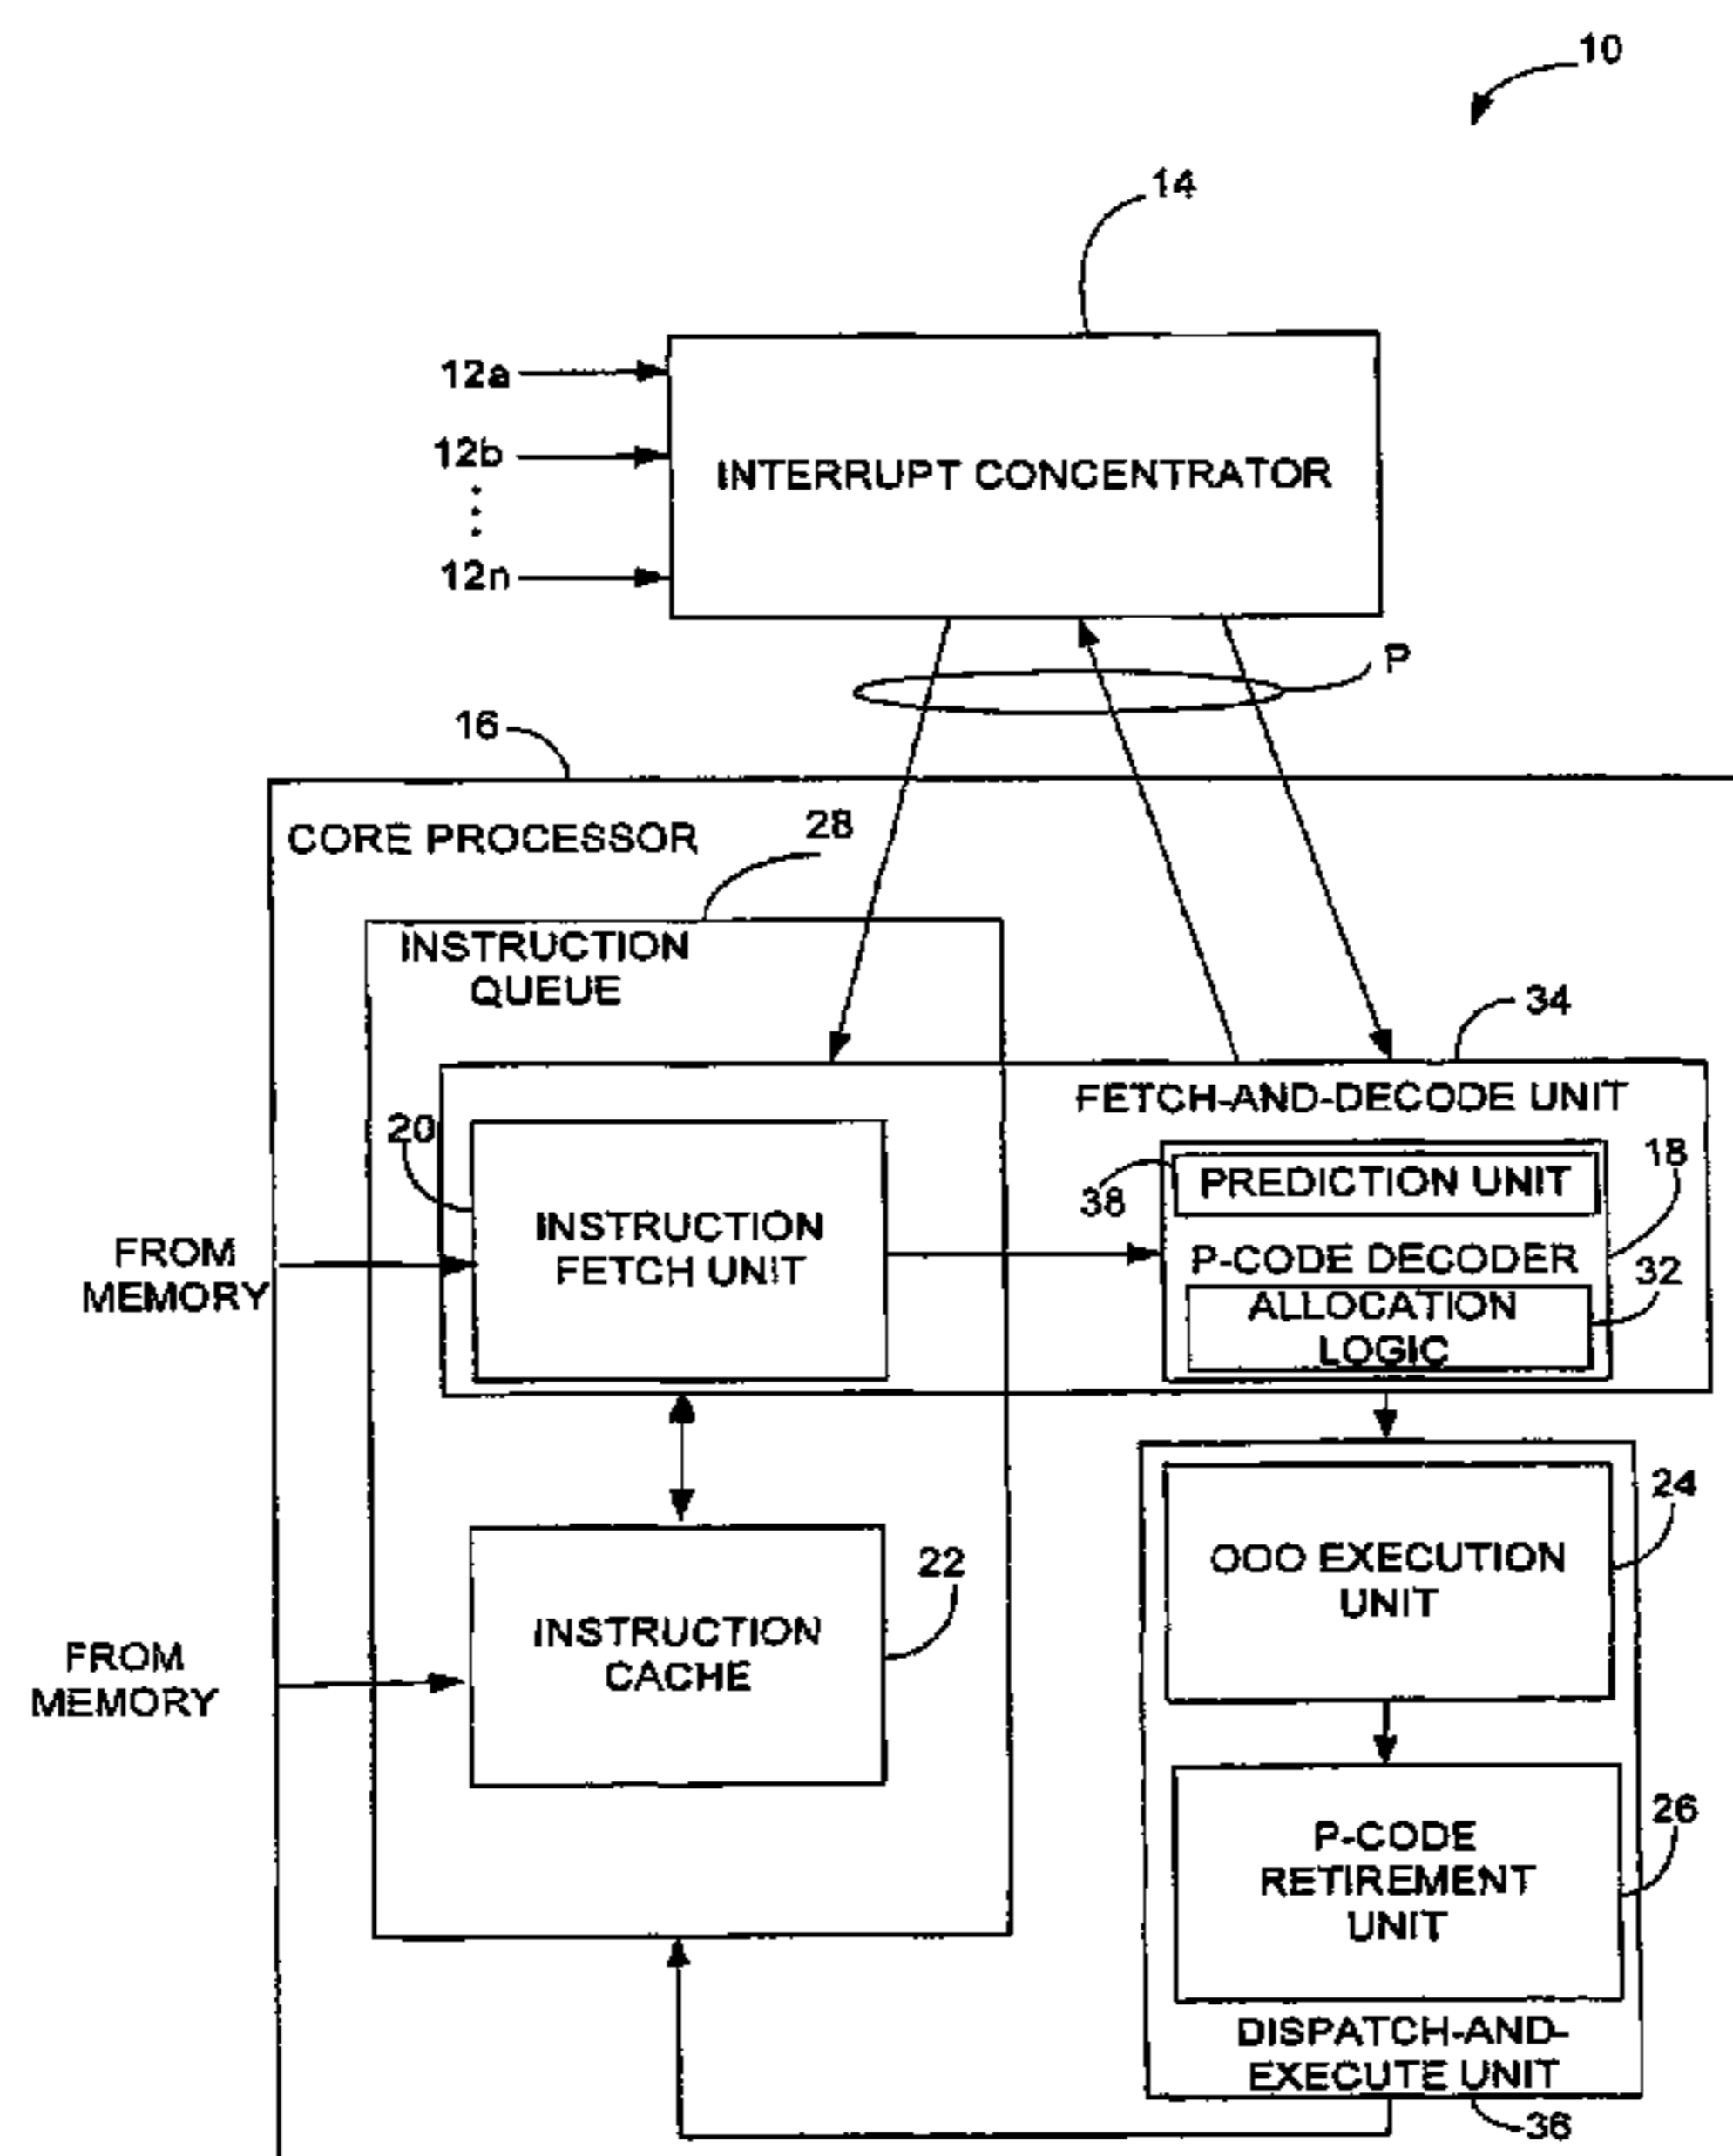 10
14
12a
12b
12n
INTERRUPT CONCENTRATOR
P
16
CORE PROCESSOR
28
INSTRUCTION
QUEUE
34
FETCH-AND-DECODE UNIT
20
INSTRUCTION
FETCH UNIT
38
PREDICTION UNIT
18
P-CODE DECODER
32
ALLOCATION
LOGIC
FROM
MEMORY
24
OOO EXECUTION
UNIT
22
INSTRUCTION
CACHE
FROM
MEMORY
26
P-CODE
RETIREMENT
UNIT
DISPATCH-AND-
EXECUTE UNIT
36